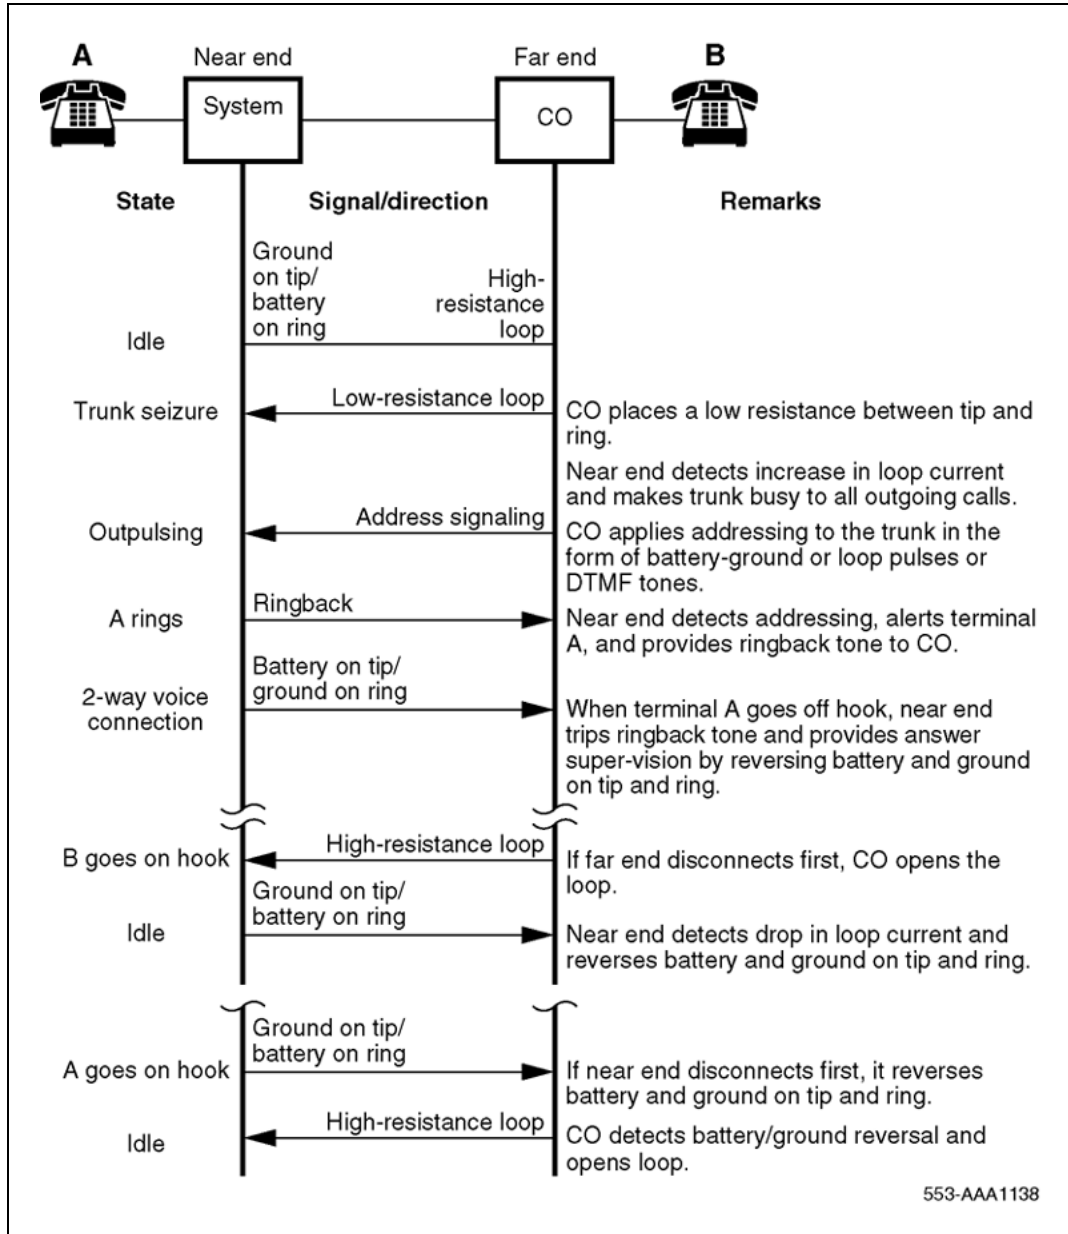 A
Near end
Far end
B
System
CO
State
Signal/direction
Remarks
Ground
on tip/
battery
on ring
High-
resistance
loop
Idle
Trunk seizure
Low-resistance loop
CO places a low resistance between tip and
ring.
Near end detects increase in loop current
and makes trunk busy to all outgoing calls.
Outpulsing
Address signaling
CO applies addressing to the trunk in the
form of battery-ground or loop pulses or
DTMF tones.
A rings
Ringback
Near end detects addressing, alerts terminal
A, and provides ringback tone to CO.
2-way voice
connection
Battery on tip/
ground on ring
When terminal A goes off hook, near end
trips ringback tone and provides answer
super-vision by reversing battery and ground
on tip and ring.
B goes on hook
High-resistance loop
If far end disconnects first, CO opens the
loop.
Idle
Ground on tip/
battery on ring
Near end detects drop in loop current and
reverses battery and ground on tip and ring.
A goes on hook
Ground on tip/
battery on ring
If near end disconnects first, it reverses
battery and ground on tip and ring.
Idle
High-resistance loop
CO detects battery/ground reversal and
opens loop.
553-AAA1138